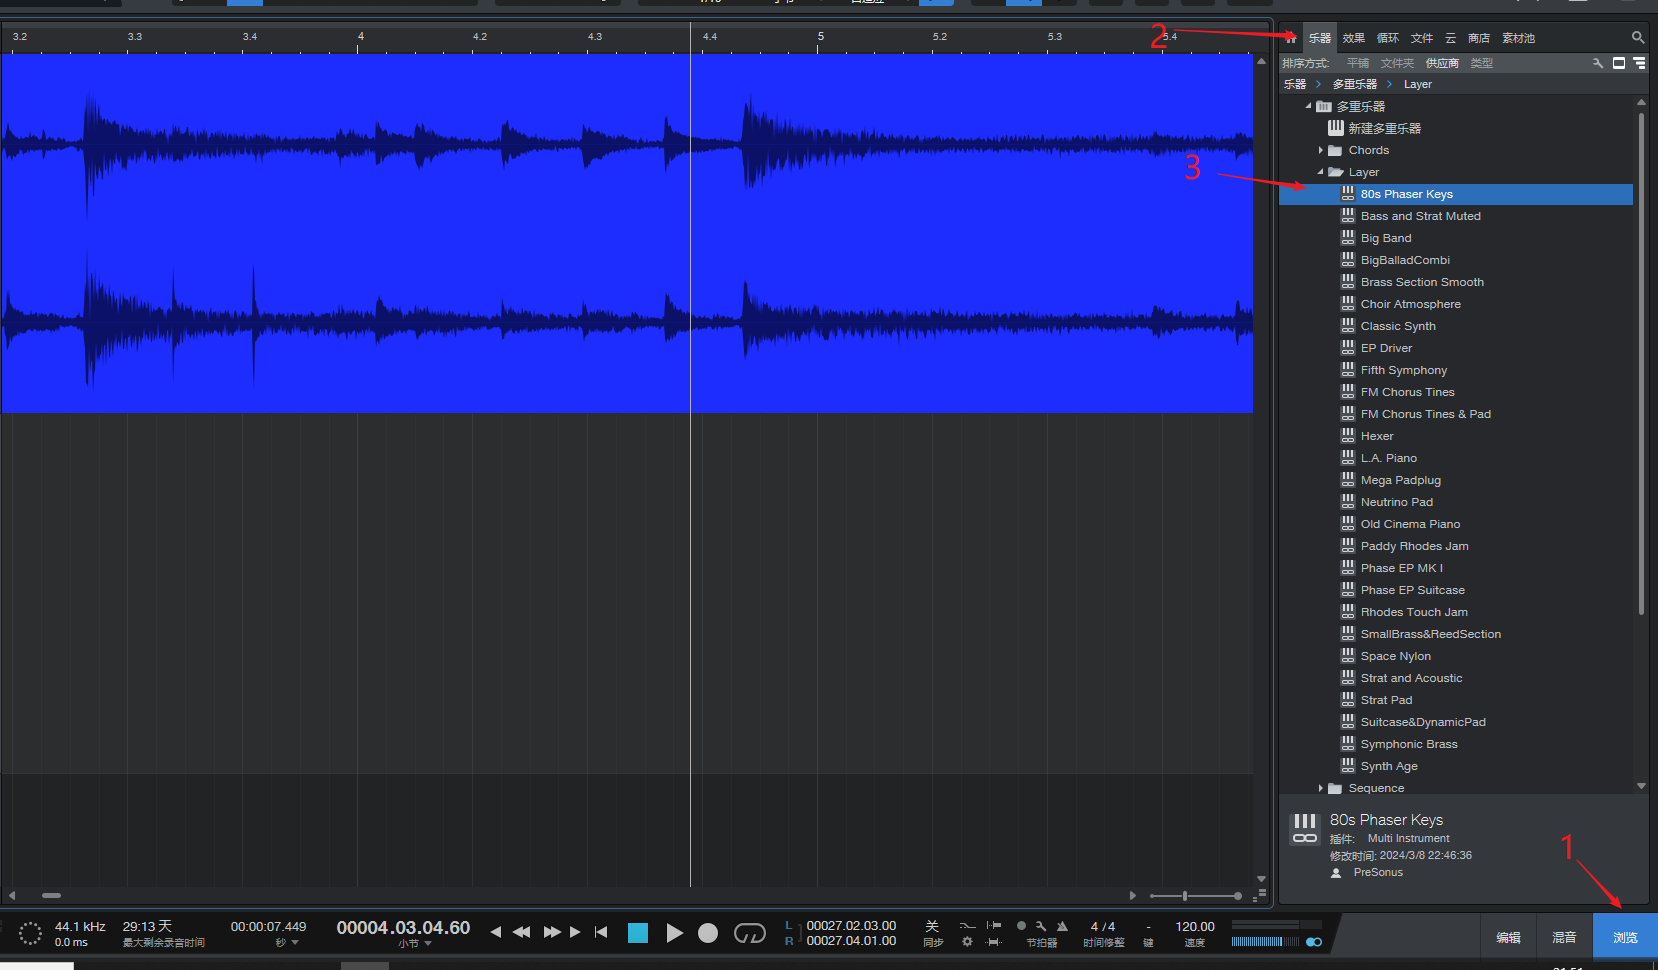 3.2 3.3 3.4 4 4.2 4.3 4.4 5 5.2 5.3 5.4
2
乐器 效果 循环 文件 云 商店 素材池
排序方式: 平铺 文件夹 供应商 类型
乐器 > 多重乐器 > Layer
多重乐器
新建多重乐器
Chords
3
Layer
80s Phaser Keys
Bass and Strat Muted
Big Band
BigBalladCombi
Brass Section Smooth
Choir Atmosphere
Classic Synth
EP Driver
Fifth Symphony
FM Chorus Tines
FM Chorus Tines & Pad
Hexer
L.A. Piano
Mega Padplug
Neutrino Pad
Old Cinema Piano
Paddy Rhodes Jam
Phase EP MK I
Phase EP Suitcase
Rhodes Touch Jam
SmallBrass&ReedSection
Space Nylon
Strat and Acoustic
Strat Pad
Suitcase&DynamicPad
Symphonic Brass
Synth Age
Sequence
80s Phaser Keys
插件: Multi Instrument
修改时间: 2024/3/8 22:46:36
PreSonus
1
44.1 kHz 29:13 天 00:00:07.449 00004.03.04.60 L 00027.02.03.00 关 4 / 4 - 120.00
0.0 ms 最大剩余录音时间 秒 小节 R 00027.04.01.00 同步 节拍器 时间修整 键 速度
编辑 混音 浏览